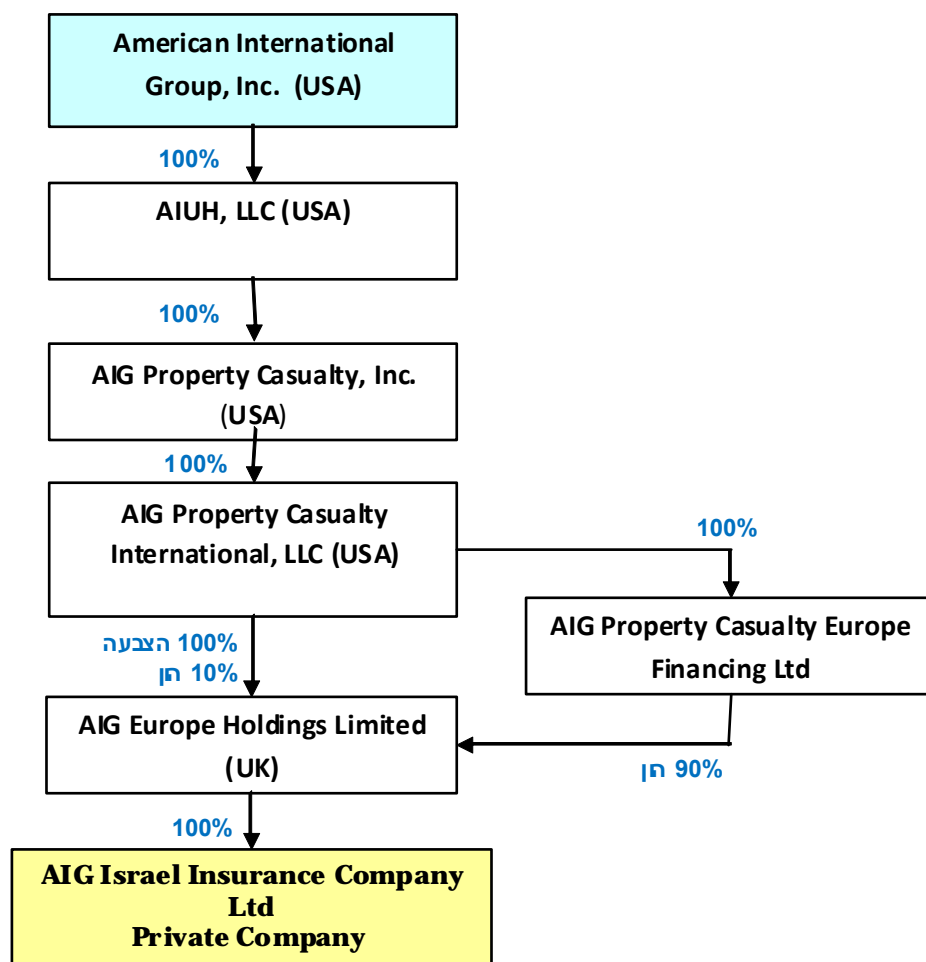 American International
Group, Inc. (USA)
100%
AIUH, LLC (USA)
100%
AIG Property Casualty, Inc.
(USA)
100%
AIG Property Casualty
International, LLC (USA)
100%
AIG Property Casualty Europe
Financing Ltd
100% הצבעה
10% הון
AIG Europe Holdings Limited
(UK)
90% הון
100%
AIG Israel Insurance Company
Ltd
Private Company